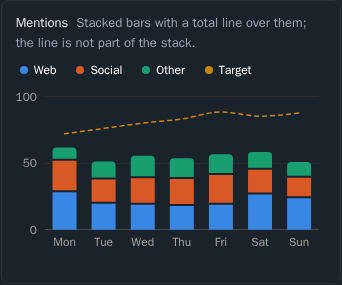 Mentions Stacked bars with a total line over them;
the line is not part of the stack.
Web Social Other Target
100
50
0
Mon Tue Wed Thu Fri Sat Sun